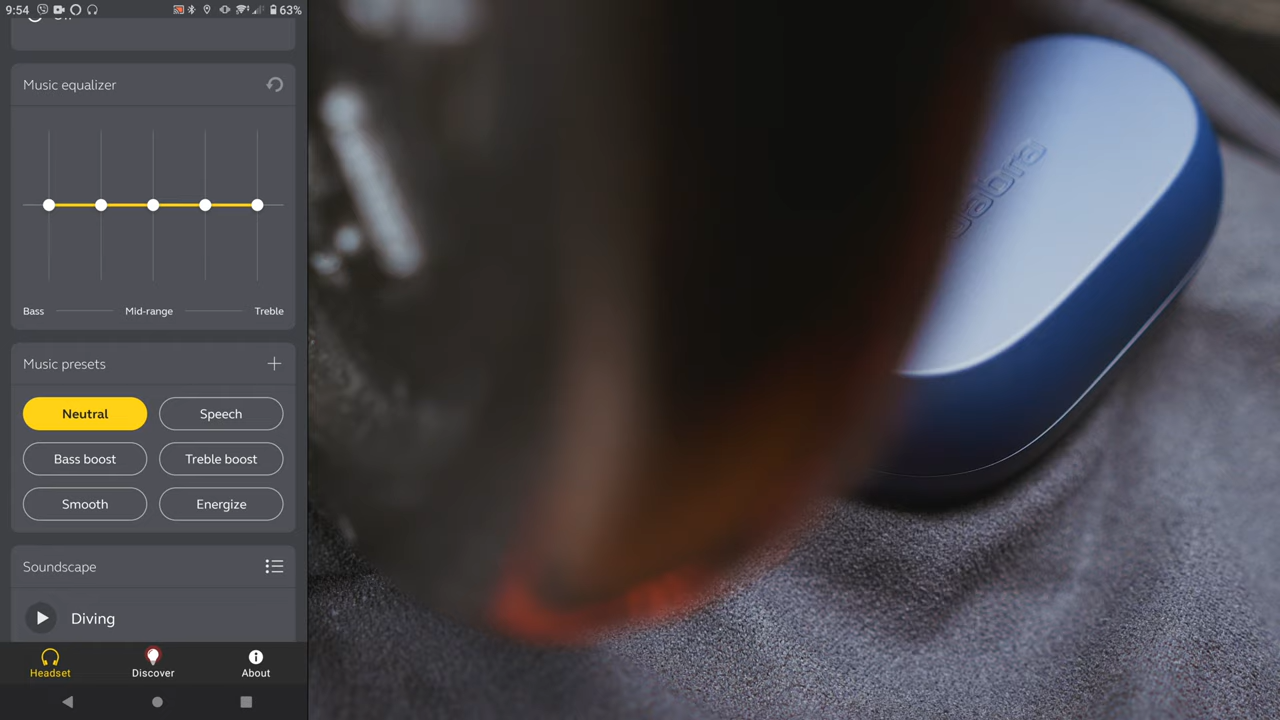 9:54
63%
Music equalizer
Bass
Mid-range
Treble
Music presets
Neutral
Speech
Bass boost
Treble boost
Smooth
Energize
Soundscape
Diving
Headset
Discover
About
Jabra